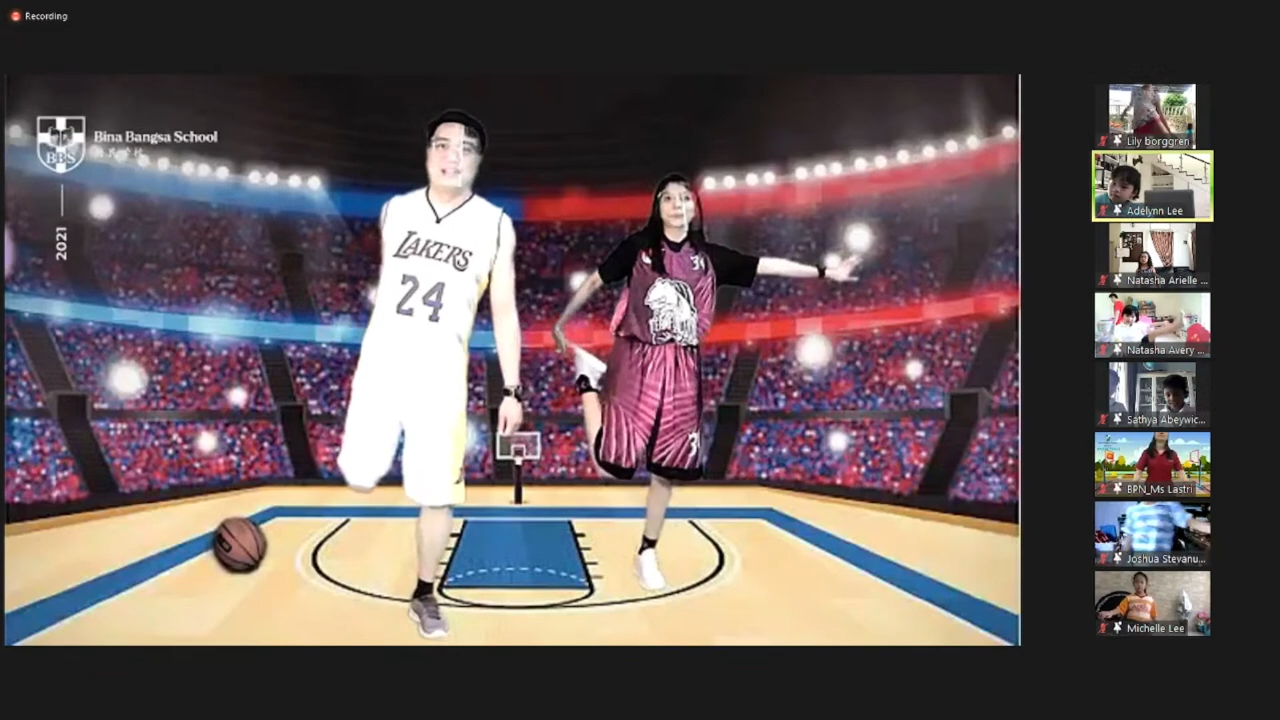 Recording
Bina Bangsa School
BBS
2021
LAKERS
24
31
31
Lily borggren
Adelynn Lee
Natasha Arielle ...
Natasha Avery ...
Sathya Abeywic...
BPN_Ms Lastri
Joshua Stevanu...
Michelle Lee